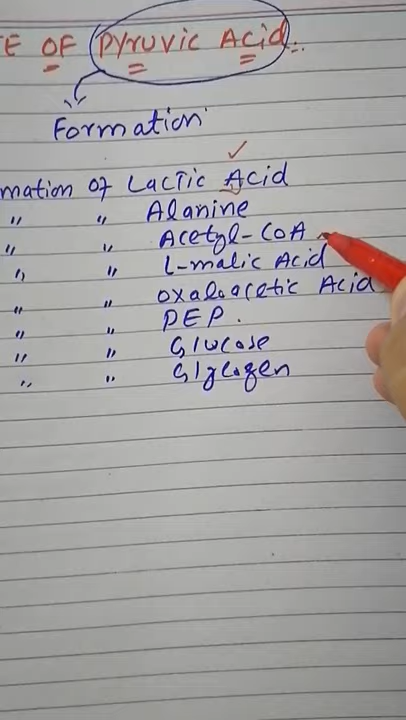 E OF Pyruvic Acid
Formation
mation of Lactic Acid
" " Alanine
" " Acetyl-CoA
" " L-malic Acid
" " oxaloacetic Acid
" " PEP.
" " Glucose
" " Glycogen